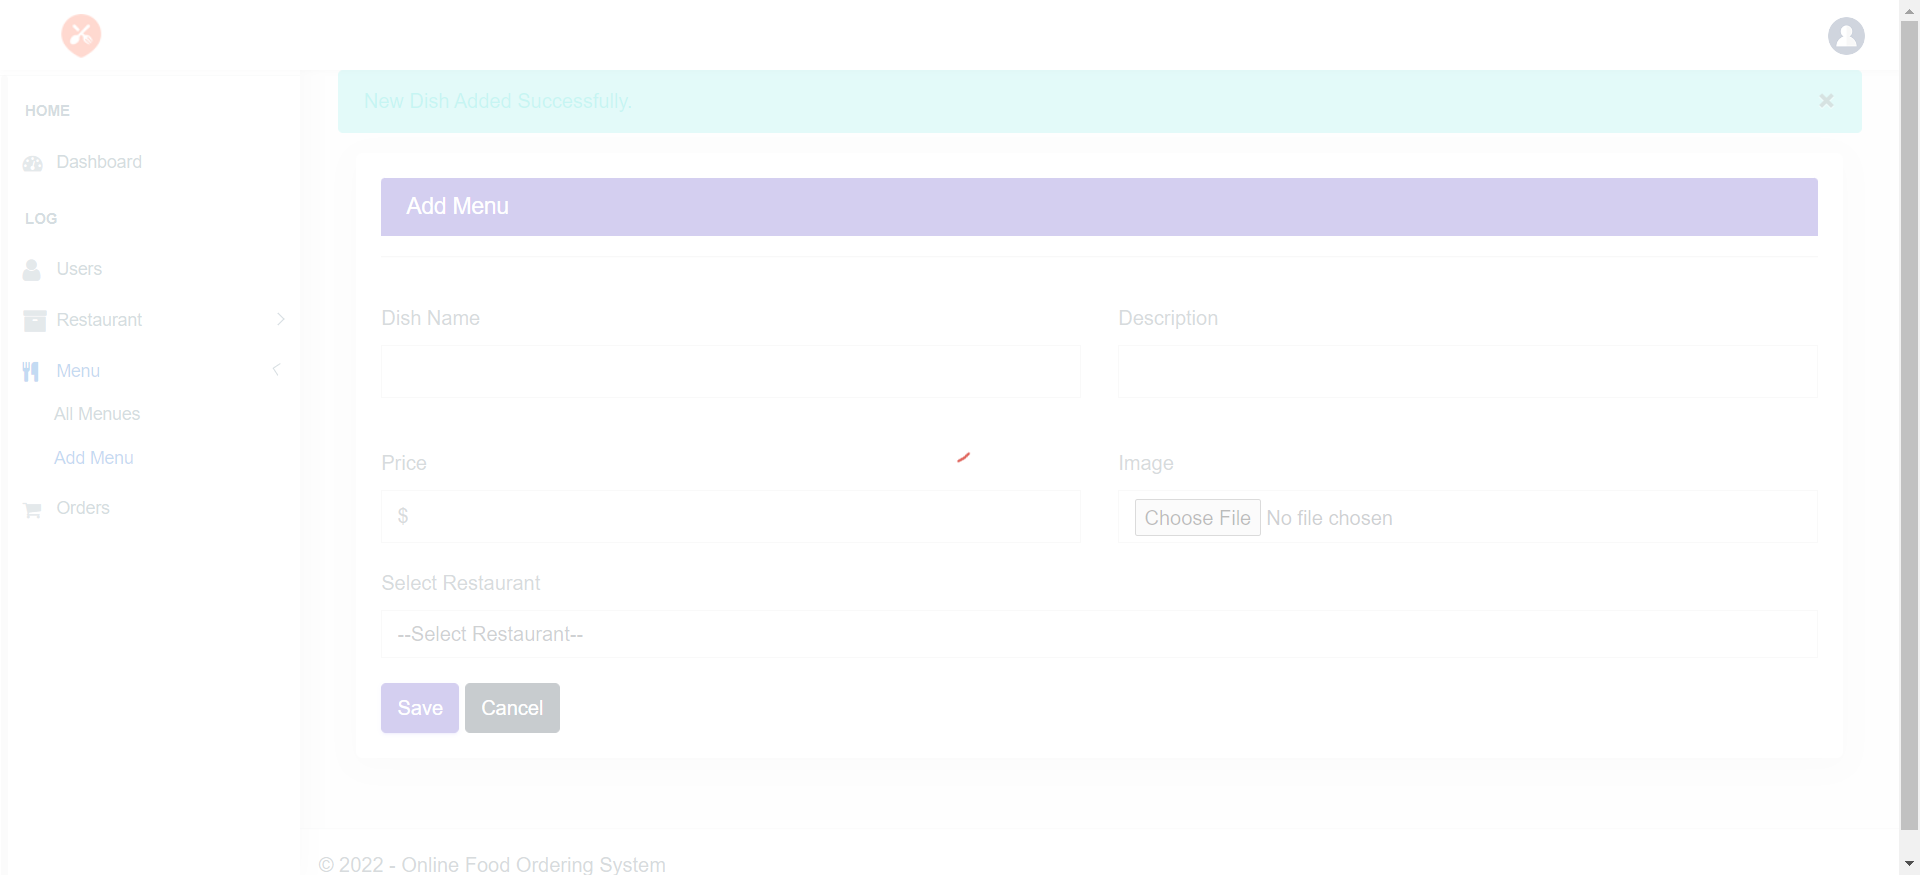 HOME
Dashboard
LOG
Users
Restaurant
Menu
All Menues
Add Menu
Orders
New Dish Added Successfully.
Add Menu
Dish Name
Description
Price
Image
$
Choose File No file chosen
Select Restaurant
--Select Restaurant--
Save Cancel
© 2022 - Online Food Ordering System